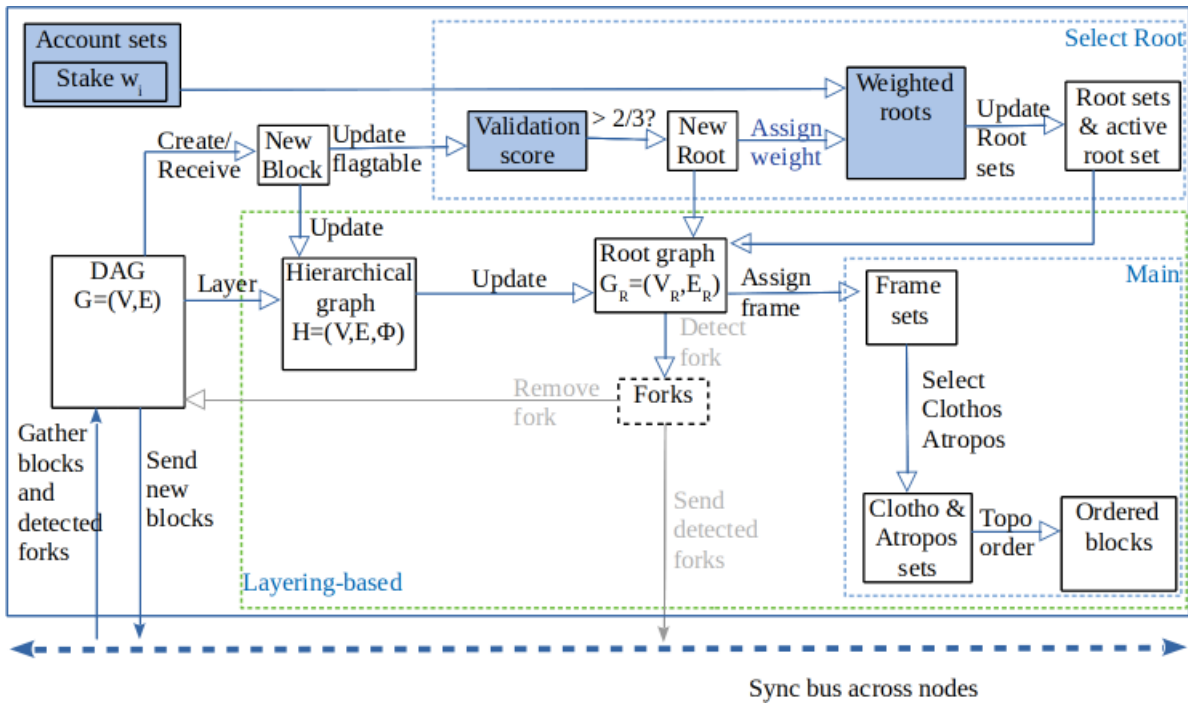 Account sets
Stake wi
Select Root
Weighted
roots
Update
Root
sets
Root sets
& active
root set
Create/
Receive
New
Block
Update
flagtable
Validation
score
> 2/3?
New
Root
Assign
weight
Update
DAG
G=(V,E)
Layer
Hierarchical
graph
H=(V,E,Φ)
Update
Root graph
GR=(VR,ER)
Assign
frame
Main
Frame
sets
Detect
fork
Remove
fork
Forks
Select
Clothos
Atropos
Gather
blocks
and
detected
forks
Send
new
blocks
Send
detected
forks
Clotho &
Atropos
sets
Topo
order
Ordered
blocks
Layering-based
Sync bus across nodes